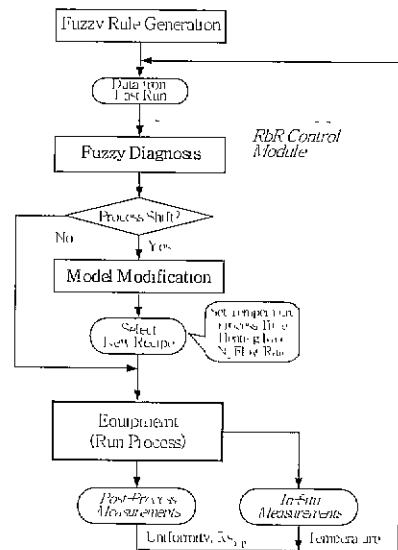 Fuzzy Rule Generation
Data from
Last Run
RbR Control
Module
Fuzzy Diagnosis
Process Shift?
No
Yes
Model Modification
Select
New Recipe
Set Temperature
Process Time
Heating Rate
N₂ Flow Rate
Equipment
(Run Process)
Post-Process
Measurements
In-Situ
Measurements
Uniformity,
Temperature